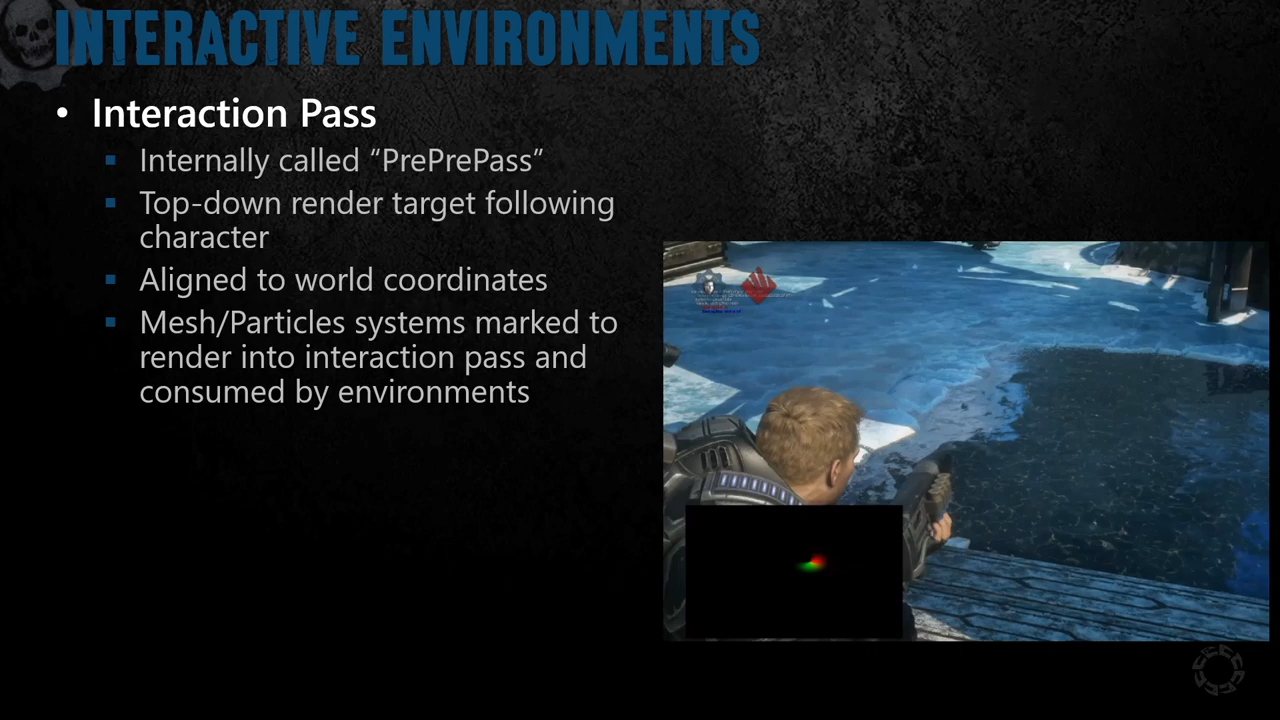 INTERACTIVE ENVIRONMENTS
• Interaction Pass
▪ Internally called “PrePrePass”
▪ Top-down render target following
character
▪ Aligned to world coordinates
▪ Mesh/Particles systems marked to
render into interaction pass and
consumed by environments